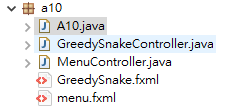 a10
A10.java
GreedySnakeController.java
MenuController.java
GreedySnake.fxml
menu.fxml